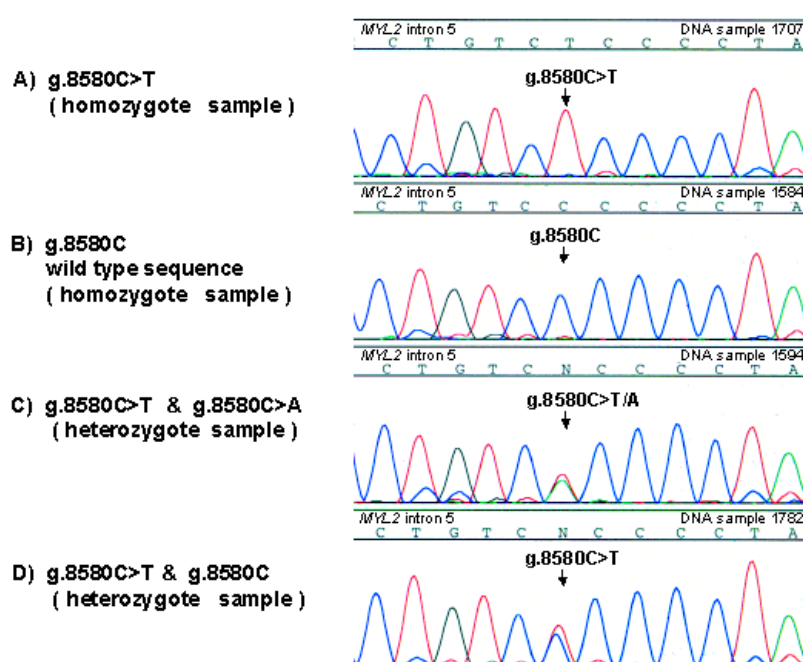 MYL2 intron 5 DNA sample 1707
C T G T C T C C C C T A
A) g.8580C>T
( homozygote sample )
g.8580C>T
MYL2 intron 5 DNA sample 1584
C T G T C C C C C C T A
B) g.8580C
wild type sequence
( homozygote sample )
g.8580C
MYL2 intron 5 DNA sample 1594
C T G T C N C C C C T A
C) g.8580C>T & g.8580C>A
( heterozygote sample )
g.8580C>T/A
MYL2 intron 5 DNA sample 1782
C T G T C N C C C C T A
D) g.8580C>T & g.8580C
( heterozygote sample )
g.8580C>T